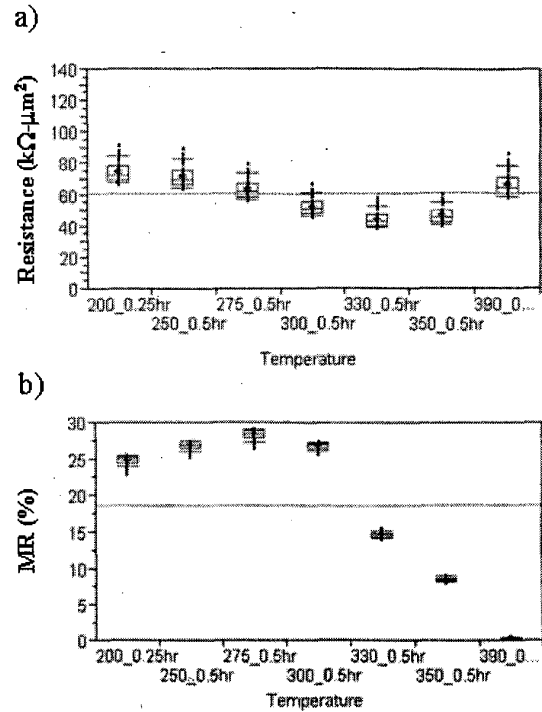 a)
Resistance (kΩ-μm²)
140
120
100
80
60
40
20
0
200_0.25hr 275_0.5hr 330_0.5hr 390_0...
250_0.5hr 300_0.5hr 350_0.5hr
Temperature
b)
MR (%)
30
25
20
15
10
5
0
200_0.25hr 275_0.5hr 330_0.5hr 390_0...
250_0.5hr 300_0.5hr 350_0.5hr
Temperature